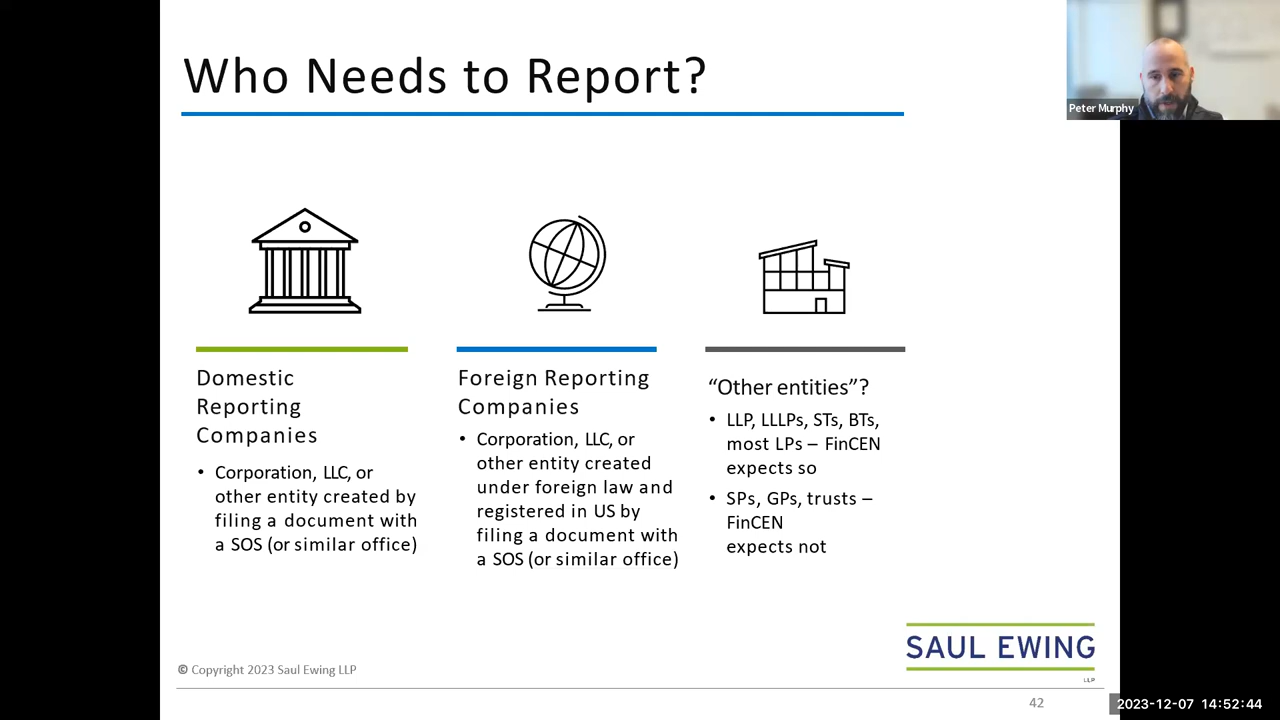 Who Needs to Report?
Peter Murphy
Domestic
Reporting
Companies
• Corporation, LLC, or
other entity created by
filing a document with
a SOS (or similar office)
Foreign Reporting
Companies
• Corporation, LLC, or
other entity created
under foreign law and
registered in US by
filing a document with
a SOS (or similar office)
“Other entities”?
• LLP, LLLPs, STs, BTs,
most LPs – FinCEN
expects so
• SPs, GPs, trusts –
FinCEN
expects not
SAUL EWING
LLP
© Copyright 2023 Saul Ewing LLP
42
2023-12-07 14:52:44